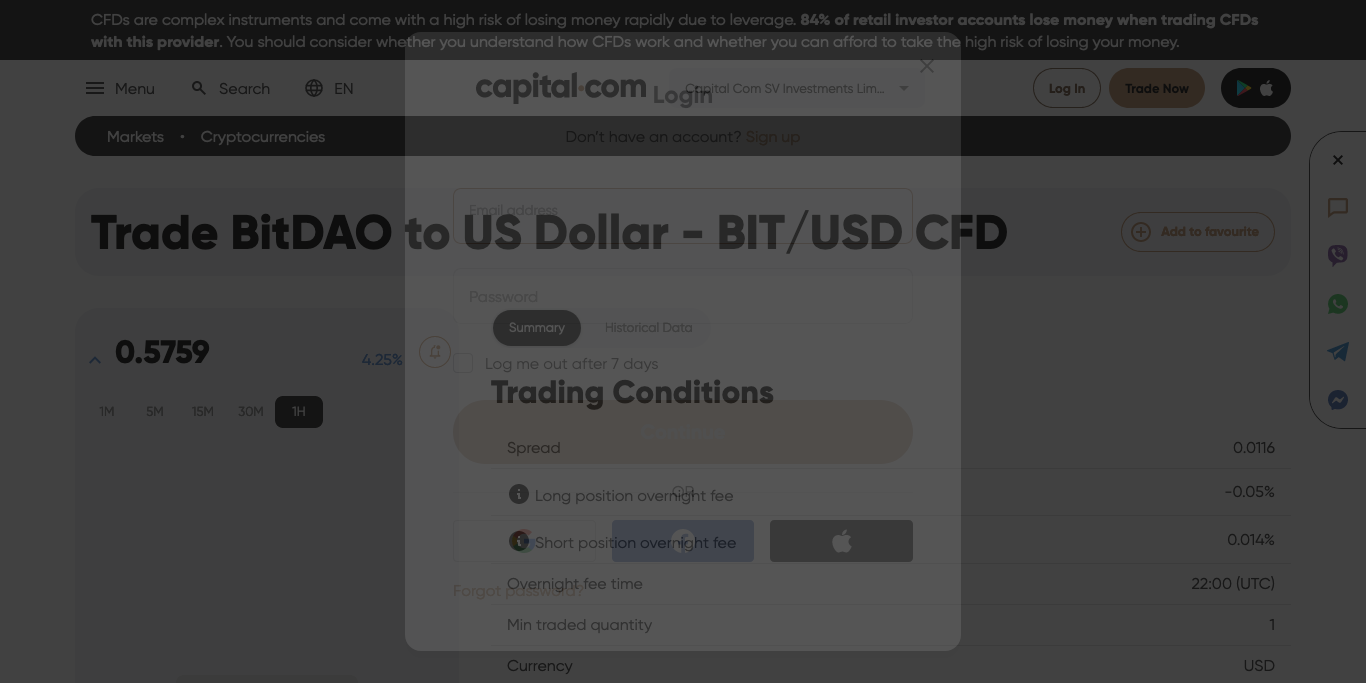 CFDs are complex instruments and come with a high risk of losing money rapidly due to leverage. 84% of retail investor accounts lose money when trading CFDs
with this provider. You should consider whether you understand how CFDs work and whether you can afford to take the high risk of losing your money.
Menu
Search
EN
capital.com
Login
Capital Com SV Investments Lim...
Log In
Trade Now
Markets • Cryptocurrencies
Don't have an account? Sign up
Email address
Trade BitDAO to US Dollar - BIT/USD CFD
Add to favourite
Password
Summary
Historical Data
0.5759
4.25%
Log me out after 7 days
Trading Conditions
1M
5M
15M
30M
1H
Spread
0.0116
OR
Long position overnight fee
-0.05%
Short position overnight fee
0.014%
Overnight fee time
22:00 (UTC)
Forgot password?
Min traded quantity
1
Currency
USD